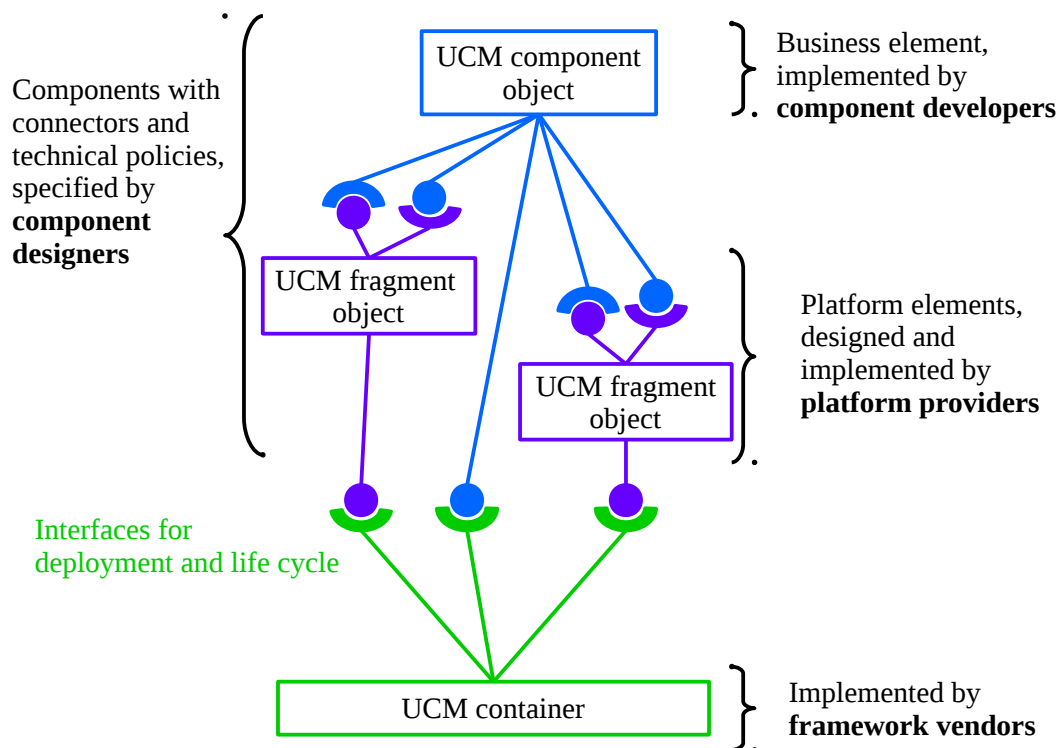 UCM component
object
Business element,
implemented by
component developers
Components with
connectors and
technical policies,
specified by
component
designers
UCM fragment
object
Platform elements,
designed and
implemented by
platform providers
UCM fragment
object
Interfaces for
deployment and life cycle
UCM container
Implemented by
framework vendors